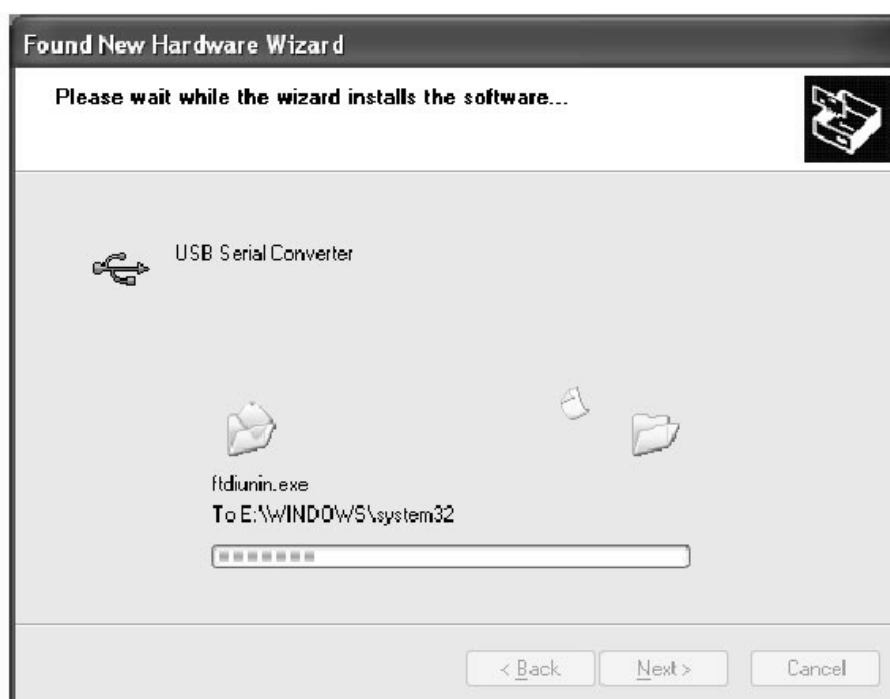 Found New Hardware Wizard
Please wait while the wizard installs the software...
USB Serial Converter
ftdiunin.exe
To E:\WINDOWS\system32
< Back Next > Cancel